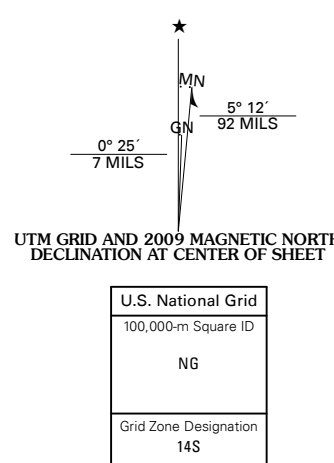 ★
MN
GN
5° 12´
92 MILS
0° 25´
7 MILS
UTM GRID AND 2009 MAGNETIC NORTH
DECLINATION AT CENTER OF SHEET
U.S. National Grid
100,000-m Square ID
NG
Grid Zone Designation
14S